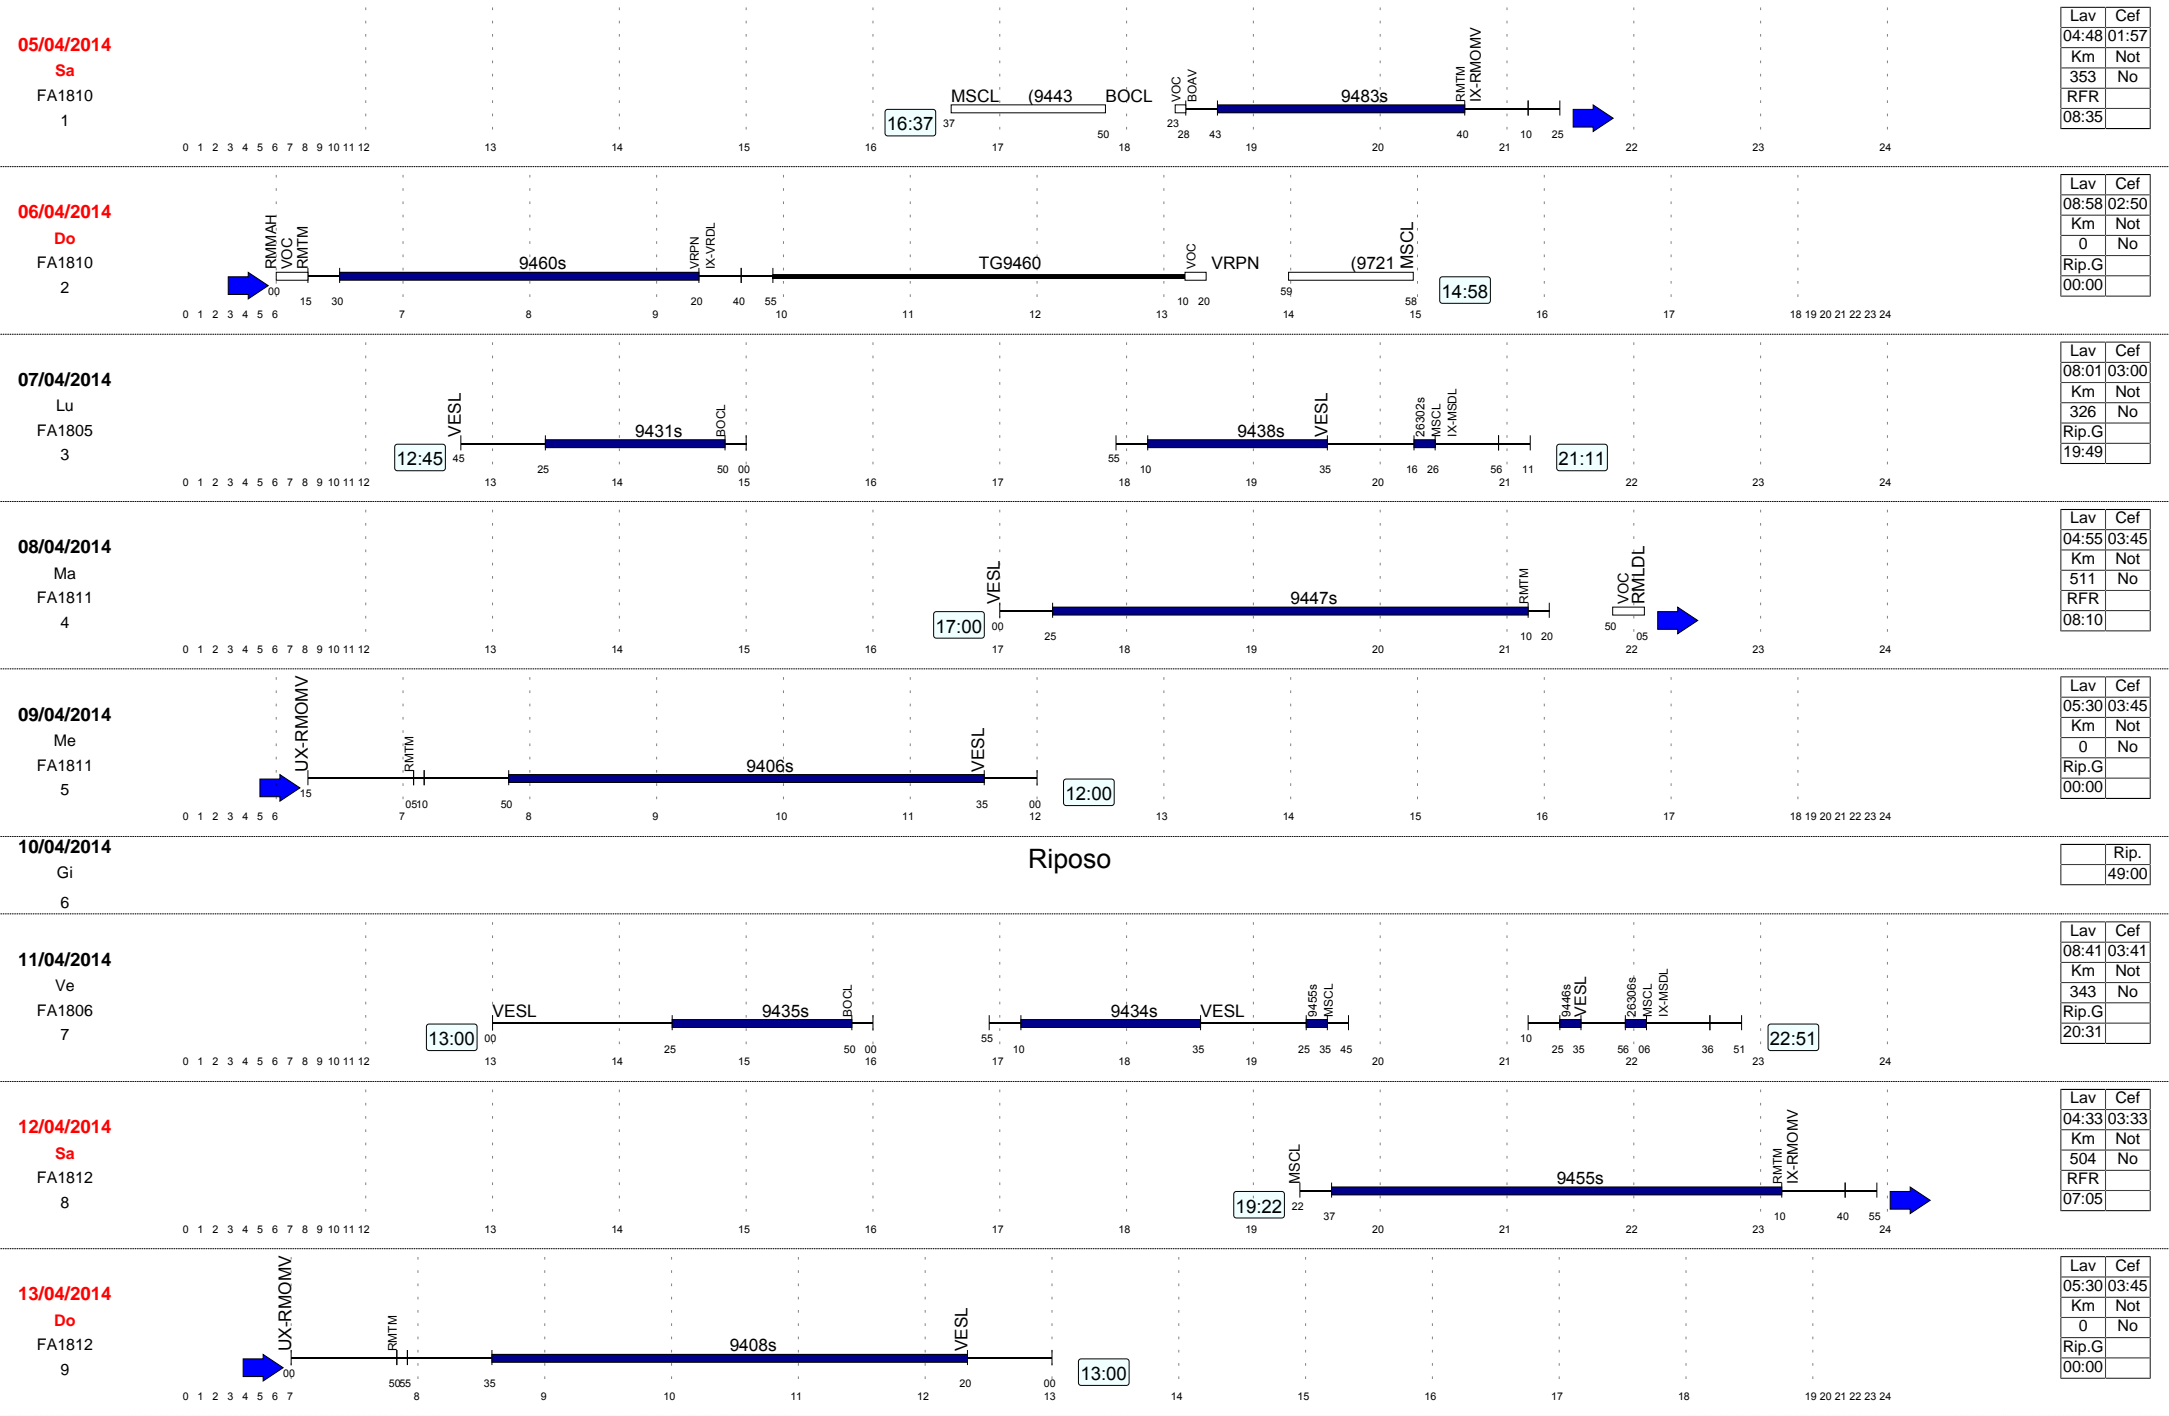 05/04/2014
Sa
FA1810
1
16:37
MSCL (9443 BOCL VOC BOAV 9483s RMTM IX-RMOMV
37 50 23 28 43 40 10 25
0 1 2 3 4 5 6 7 8 9 10 11 12 13 14 15 16 17 18 19 20 21 22 23 24
Lav Cef
04:48 01:57
Km Not
353 No
RFR
08:35
06/04/2014
Do
FA1810
2
RMMAH VOC RMTM 9460s VRPN IX-VRDL TG9460 VOC VRPN (9721 MSCL
00 15 30 20 40 55 10 20 59 58
14:58
0 1 2 3 4 5 6 7 8 9 10 11 12 13 14 15 16 17 18 19 20 21 22 23 24
Lav Cef
08:58 02:50
Km Not
0 No
Rip.G
00:00
07/04/2014
Lu
FA1805
3
12:45
VESL 9431s BOCL 9438s VESL 26302s MSCL IX-MSDL
45 25 50 00 55 10 35 16 26 56 11
21:11
0 1 2 3 4 5 6 7 8 9 10 11 12 13 14 15 16 17 18 19 20 21 22 23 24
Lav Cef
08:01 03:00
Km Not
326 No
Rip.G
19:49
08/04/2014
Ma
FA1811
4
17:00
VESL 9447s RMTM VOC RMLDL
00 25 10 20 50 05
0 1 2 3 4 5 6 7 8 9 10 11 12 13 14 15 16 17 18 19 20 21 22 23 24
Lav Cef
04:55 03:45
Km Not
511 No
RFR
08:10
09/04/2014
Me
FA1811
5
UX-RMOMV RMTM 9406s VESL
15 05 10 50 35 00
12:00
0 1 2 3 4 5 6 7 8 9 10 11 12 13 14 15 16 17 18 19 20 21 22 23 24
Lav Cef
05:30 03:45
Km Not
0 No
Rip.G
00:00
10/04/2014
Gi
6
Riposo
Rip.
49:00
11/04/2014
Ve
FA1806
7
13:00
VESL 9435s BOCL 9434s VESL 9455s MSCL 9446s VESL 26306s MSCL IX-MSDL
00 25 50 00 55 10 35 25 35 45 10 25 35 56 06 36 51
22:51
0 1 2 3 4 5 6 7 8 9 10 11 12 13 14 15 16 17 18 19 20 21 22 23 24
Lav Cef
08:41 03:41
Km Not
343 No
Rip.G
20:31
12/04/2014
Sa
FA1812
8
19:22
MSCL 9455s RMTM IX-RMOMV
22 37 10 40 55
0 1 2 3 4 5 6 7 8 9 10 11 12 13 14 15 16 17 18 19 20 21 22 23 24
Lav Cef
04:33 03:33
Km Not
504 No
RFR
07:05
13/04/2014
Do
FA1812
9
UX-RMOMV RMTM 9408s VESL
00 50 55 35 20 00
13:00
0 1 2 3 4 5 6 7 8 9 10 11 12 13 14 15 16 17 18 19 20 21 22 23 24
Lav Cef
05:30 03:45
Km Not
0 No
Rip.G
00:00